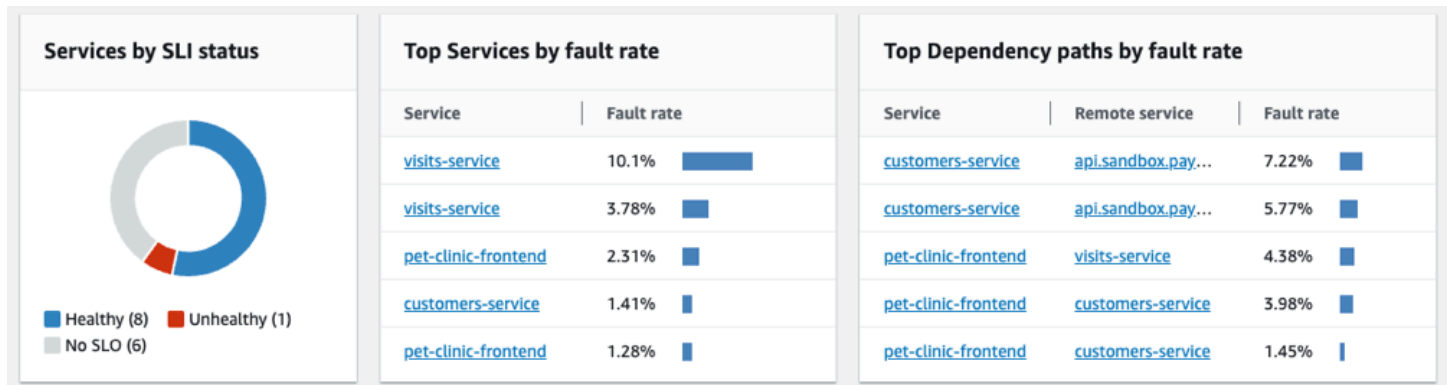 Services by SLI status
Healthy (8) Unhealthy (1)
No SLO (6)
Top Services by fault rate
Service Fault rate
visits-service 10.1%
visits-service 3.78%
pet-clinic-frontend 2.31%
customers-service 1.41%
pet-clinic-frontend 1.28%
Top Dependency paths by fault rate
Service Remote service Fault rate
customers-service api.sandbox.pay... 7.22%
customers-service api.sandbox.pay... 5.77%
pet-clinic-frontend visits-service 4.38%
pet-clinic-frontend customers-service 3.98%
pet-clinic-frontend customers-service 1.45%